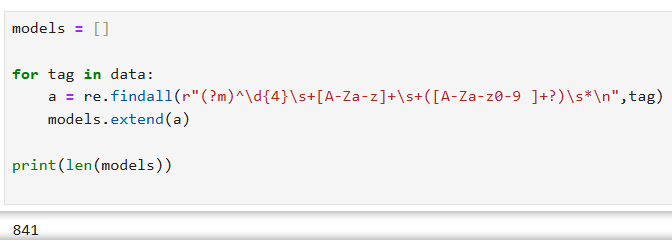 models = []
for tag in data:
    a = re.findall(r"(?m)^\d{4}\s+[A-Za-z]+\s+([A-Za-z0-9 ]+?)\s*\n",tag)
    models.extend(a)
print(len(models))
841